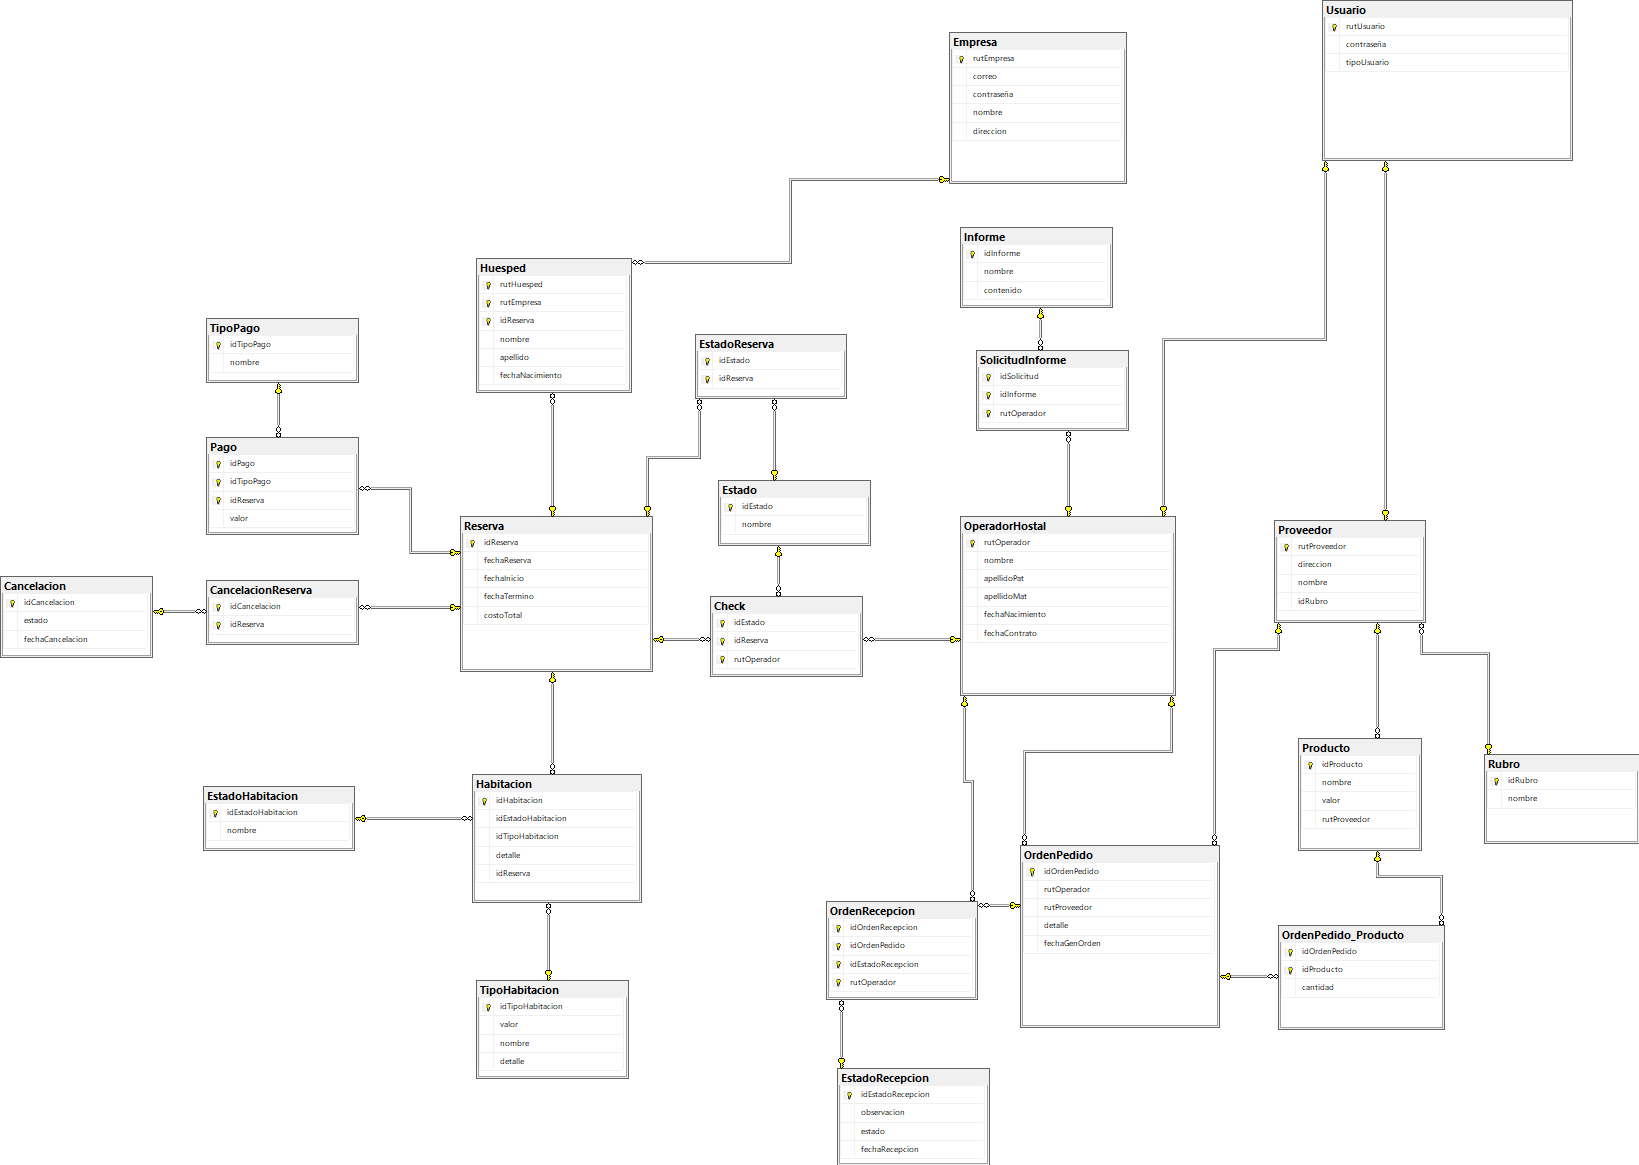 Usuario
rutUsuario
contraseña
tipoUsuario
Empresa
rutEmpresa
correo
contraseña
nombre
direccion
Informe
idInforme
nombre
contenido
Huesped
rutHuesped
rutEmpresa
idReserva
nombre
apellido
fechaNacimiento
TipoPago
idTipoPago
nombre
EstadoReserva
idEstado
idReserva
SolicitudInforme
idSolicitud
idInforme
rutOperador
Pago
idPago
idTipoPago
idReserva
valor
Estado
idEstado
nombre
Reserva
idReserva
fechaReserva
fechaInicio
fechaTermino
costoTotal
OperadorHostal
rutOperador
nombre
apellidoPat
apellidoMat
fechaNacimiento
fechaContrato
Proveedor
rutProveedor
direccion
nombre
idRubro
Cancelacion
idCancelacion
estado
fechaCancelacion
CancelacionReserva
idCancelacion
idReserva
Check
idEstado
idReserva
rutOperador
Producto
idProducto
nombre
valor
rutProveedor
Rubro
idRubro
nombre
EstadoHabitacion
idEstadoHabitacion
nombre
Habitacion
idHabitacion
idEstadoHabitacion
idTipoHabitacion
detalle
idReserva
OrdenPedido
idOrdenPedido
rutOperador
rutProveedor
detalle
fechaGenOrden
OrdenRecepcion
idOrdenRecepcion
idOrdenPedido
idEstadoRecepcion
rutOperador
OrdenPedido_Producto
idOrdenPedido
idProducto
cantidad
TipoHabitacion
idTipoHabitacion
valor
nombre
detalle
EstadoRecepcion
idEstadoRecepcion
observacion
estado
fechaRecepcion